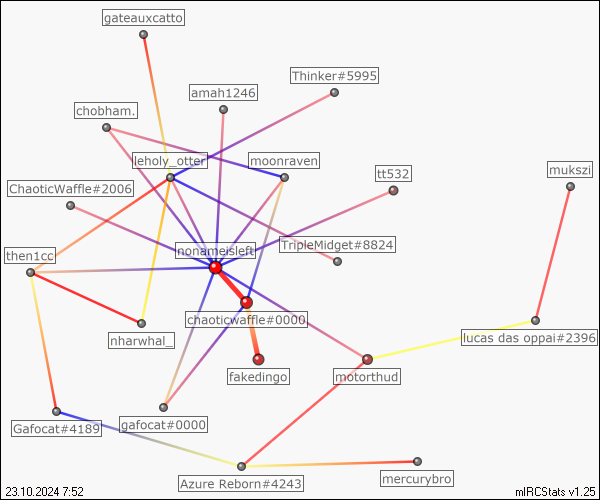 gateauxcatto
Thinker#5995
amah1246
chobham.
leholy_otter
moonraven
mukszi
tt532
ChaoticWaffle#2006
nonameisleft
TripleMidget#8824
then1cc
chaoticwaffle#0000
nharwhal_
lucas das oppai#2396
fakedingo
motorthud
Gafocat#4189
gafocat#0000
Azure Reborn#4243
mercurybro
23.10.2024 7:52
mIRCStats v1.25